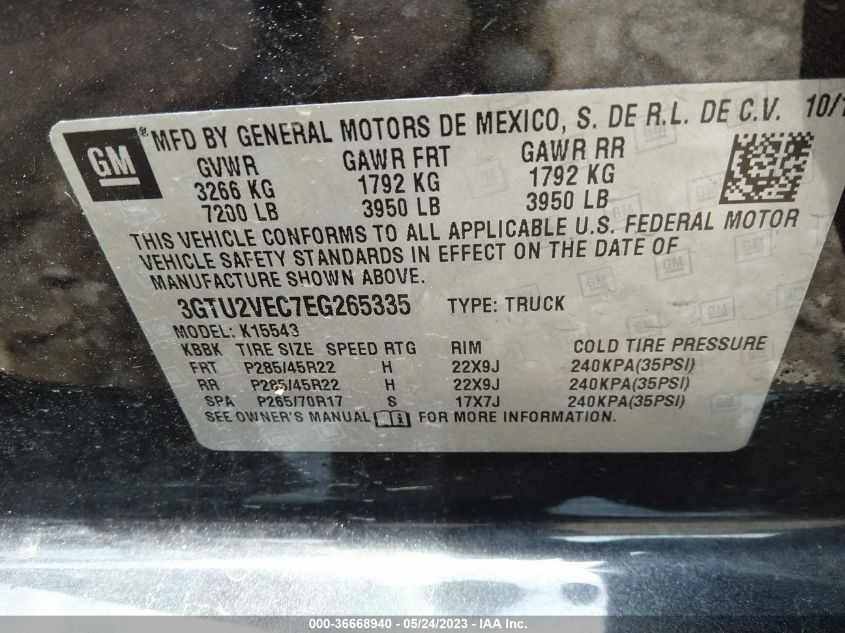 GM ® MFD BY GENERAL MOTORS DE MEXICO, S. DE R.L. DE C.V. 10/1
GVWR GAWR FRT GAWR RR
3266 KG 1792 KG 1792 KG
7200 LB 3950 LB 3950 LB
THIS VEHICLE CONFORMS TO ALL APPLICABLE U.S. FEDERAL MOTOR
VEHICLE SAFETY STANDARDS IN EFFECT ON THE DATE OF
MANUFACTURE SHOWN ABOVE.
3GTU2VEC7EG265335 TYPE: TRUCK
MODEL: K15543
KBBK TIRE SIZE SPEED RTG RIM COLD TIRE PRESSURE
FRT P285/45R22 H 22X9J 240KPA(35PSI)
RR P285/45R22 H 22X9J 240KPA(35PSI)
SPA P265/70R17 S 17X7J 240KPA(35PSI)
SEE OWNER'S MANUAL FOR MORE INFORMATION.
000-36668940 - 05/24/2023 - IAA Inc.